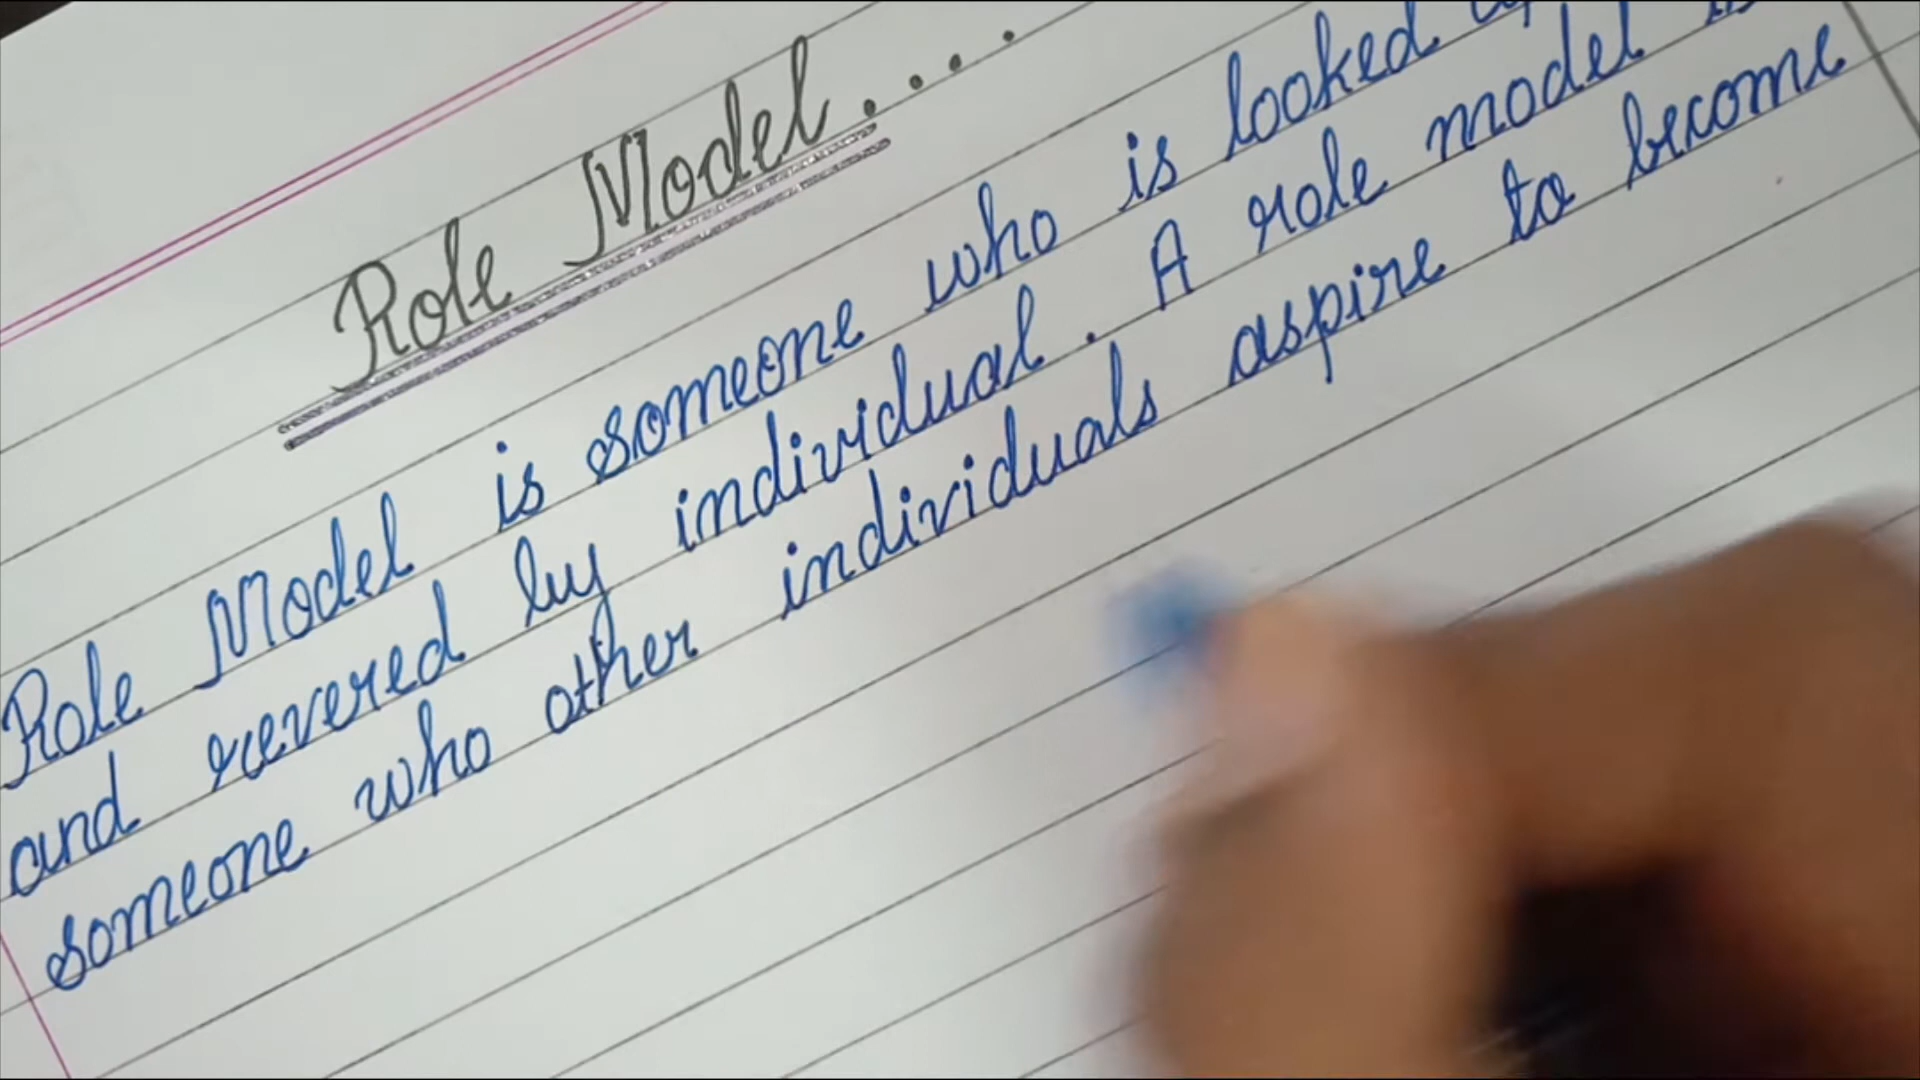 Role Model....
Role Model is someone who is looked
and revered by individual. A role model
someone who other individuals aspire to become